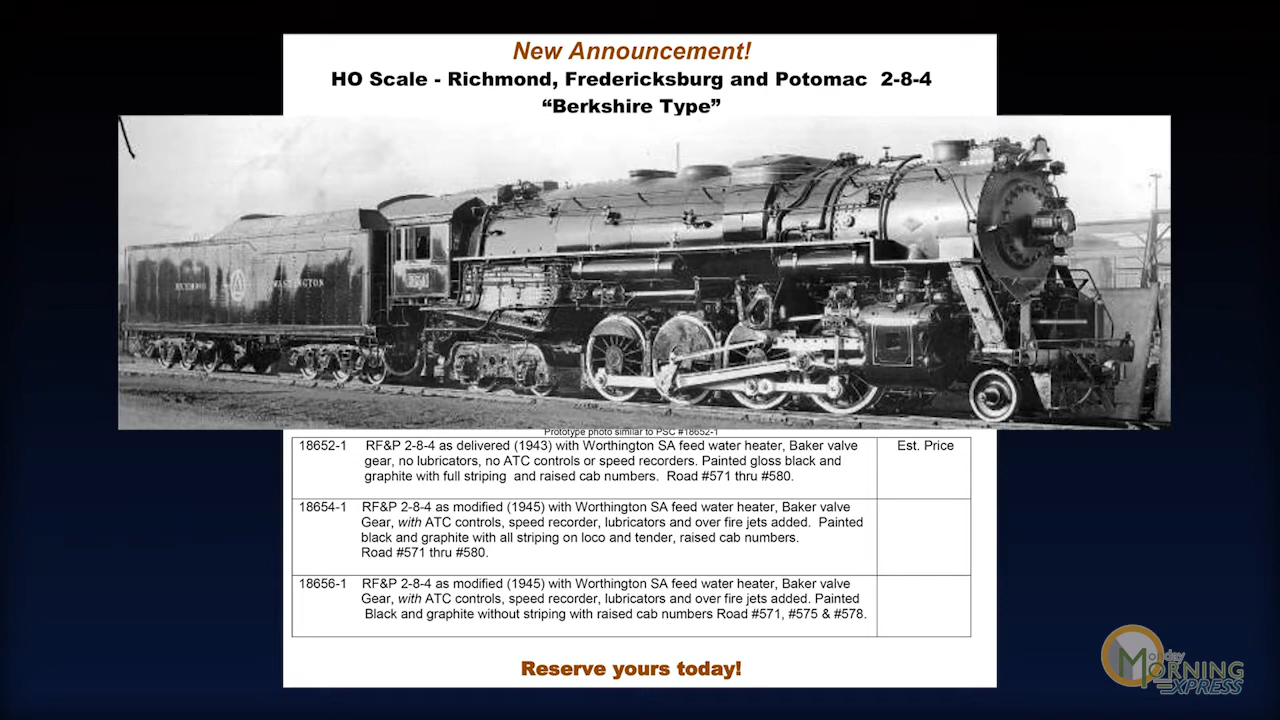 New Announcement!
HO Scale - Richmond, Fredericksburg and Potomac 2-8-4
“Berkshire Type”
WASHINGTON
Prototype photo similar to PSC #18652-1
18652-1 RF&P 2-8-4 as delivered (1943) with Worthington SA feed water heater, Baker valve Est. Price
gear, no lubricators, no ATC controls or speed recorders. Painted gloss black and
graphite with full striping and raised cab numbers. Road #571 thru #580.
18654-1 RF&P 2-8-4 as modified (1945) with Worthington SA feed water heater, Baker valve
Gear, with ATC controls, speed recorder, lubricators and over fire jets added. Painted
black and graphite with all striping on loco and tender, raised cab numbers.
Road #571 thru #580.
18656-1 RF&P 2-8-4 as modified (1945) with Worthington SA feed water heater, Baker valve
Gear, with ATC controls, speed recorder, lubricators and over fire jets added. Painted
Black and graphite without striping with raised cab numbers Road #571, #575 & #578.
Reserve yours today!
Monday
MORNING
EXPRESS